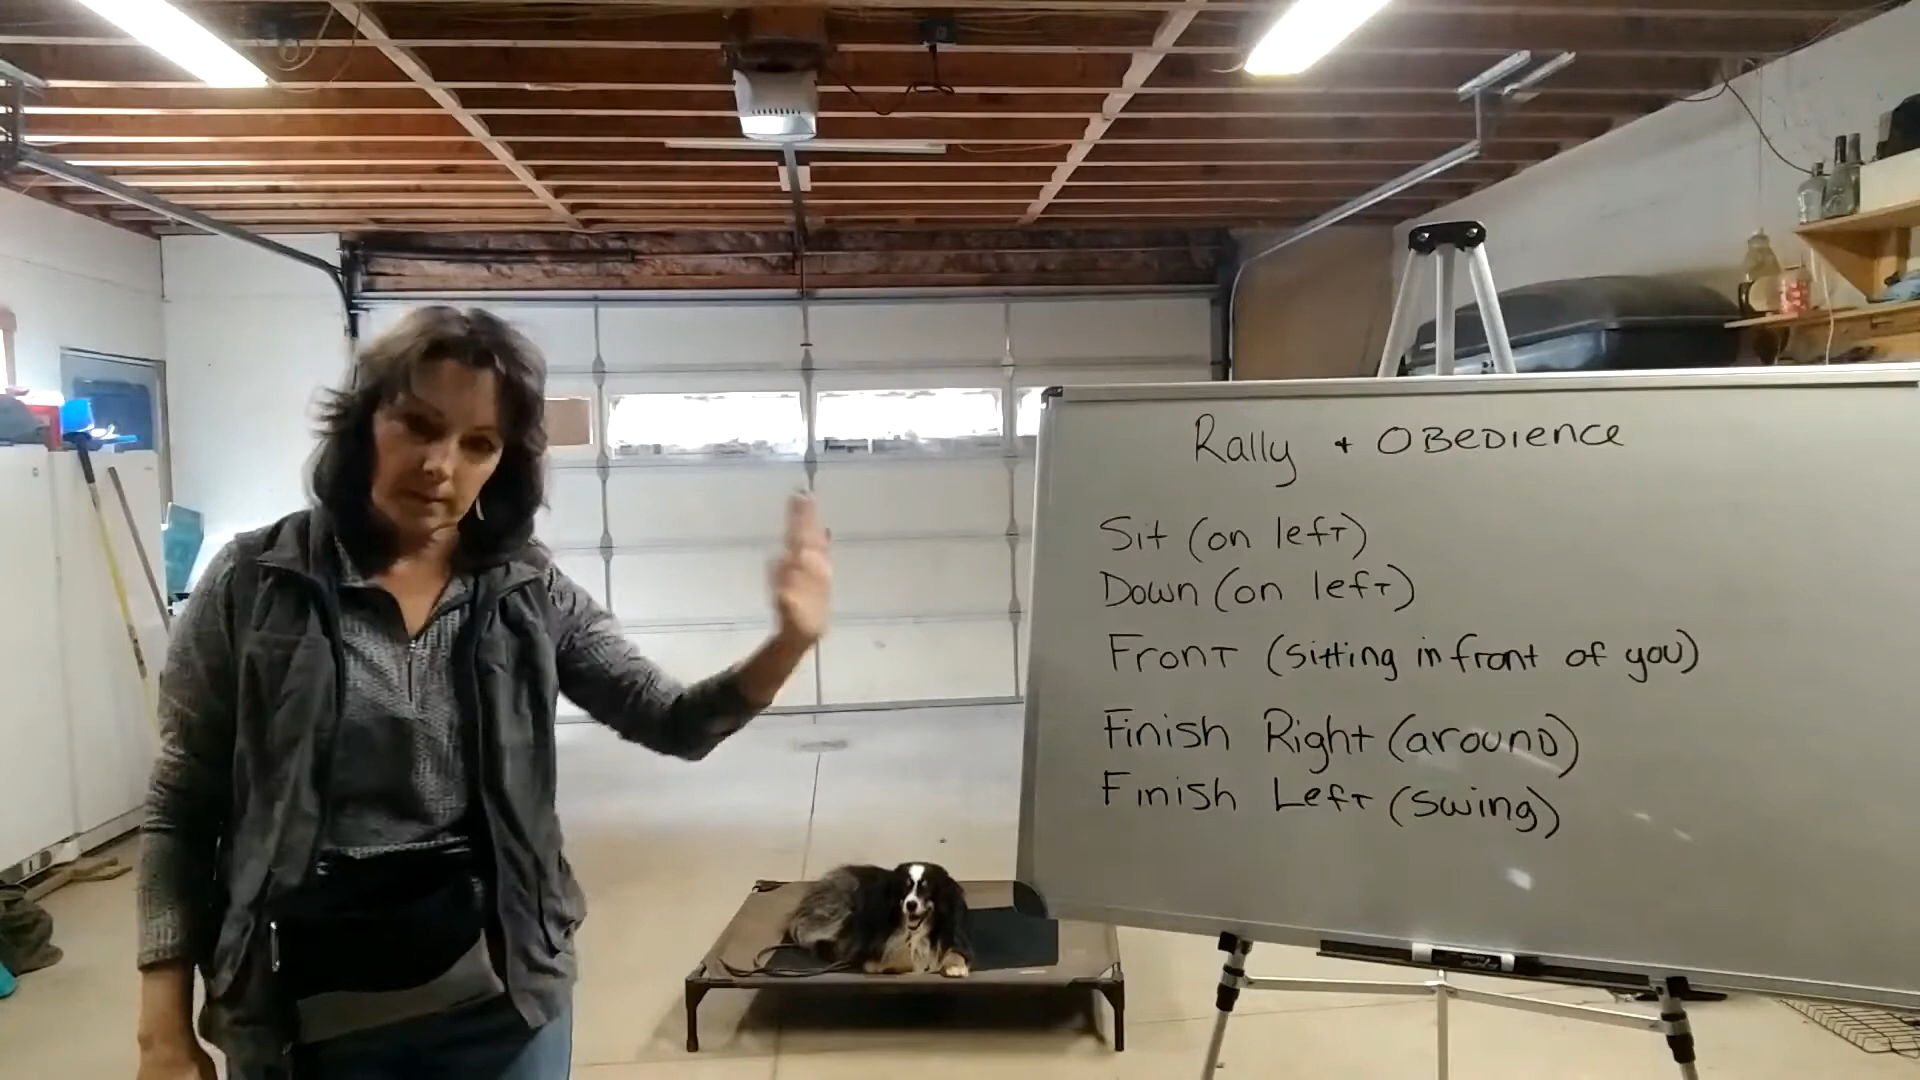 Rally + OBEDIENCE
Sit (on left)
Down (on left)
Front (sitting in front of you)
Finish Right (around)
Finish Left (swing)